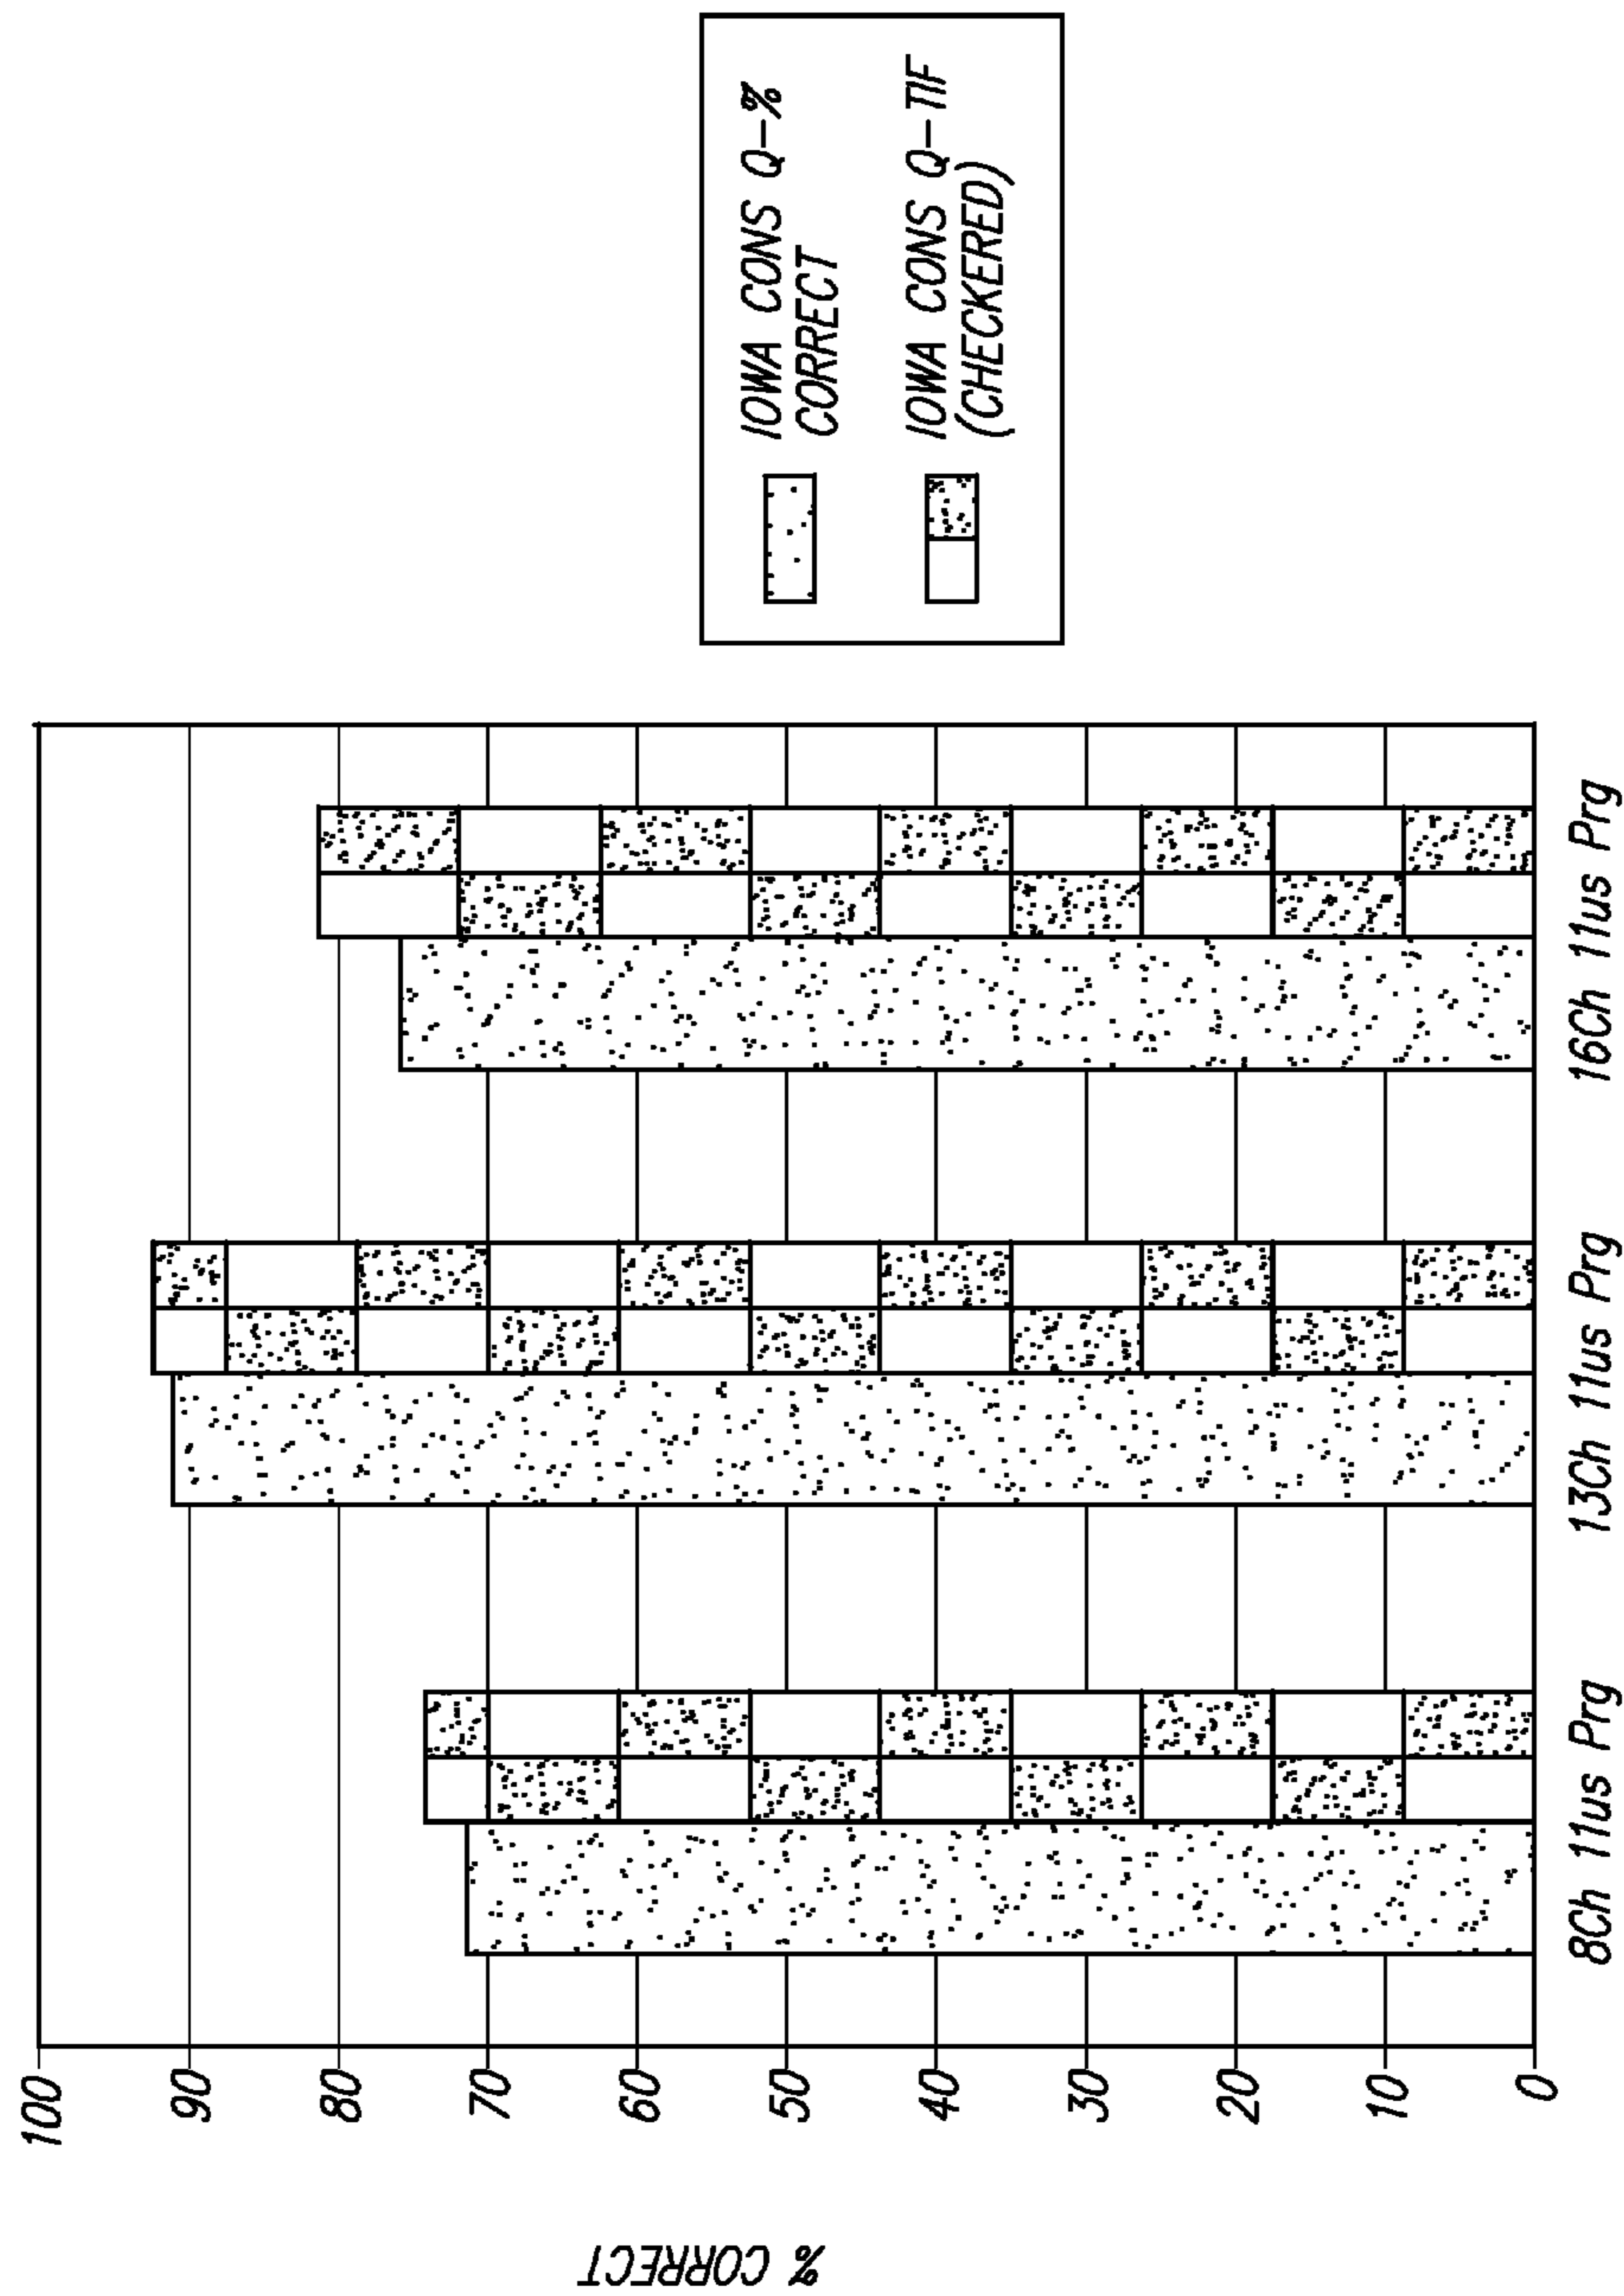 % CORRECT
100
90
80
70
60
50
40
30
20
10
0
8Ch 11us Prg
13Ch 11us Prg
16Ch 11us Prg
IOWA CONS Q-%
CORRECT
IOWA CONS Q-TIF
(CHECKERED))